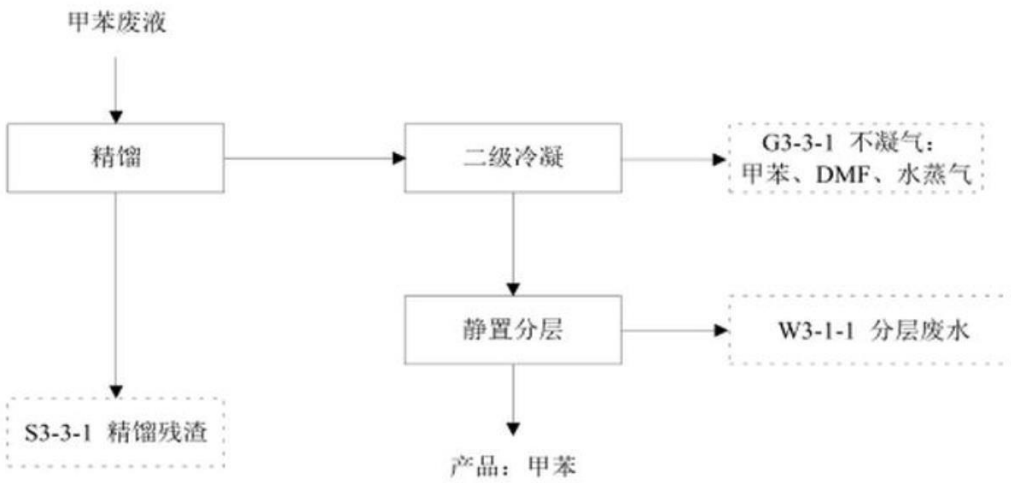 甲苯废液
精馏
二级冷凝
G3-3-1 不凝气：
甲苯、DMF、水蒸气
静置分层
W3-1-1 分层废水
S3-3-1 精馏残渣
产品：甲苯